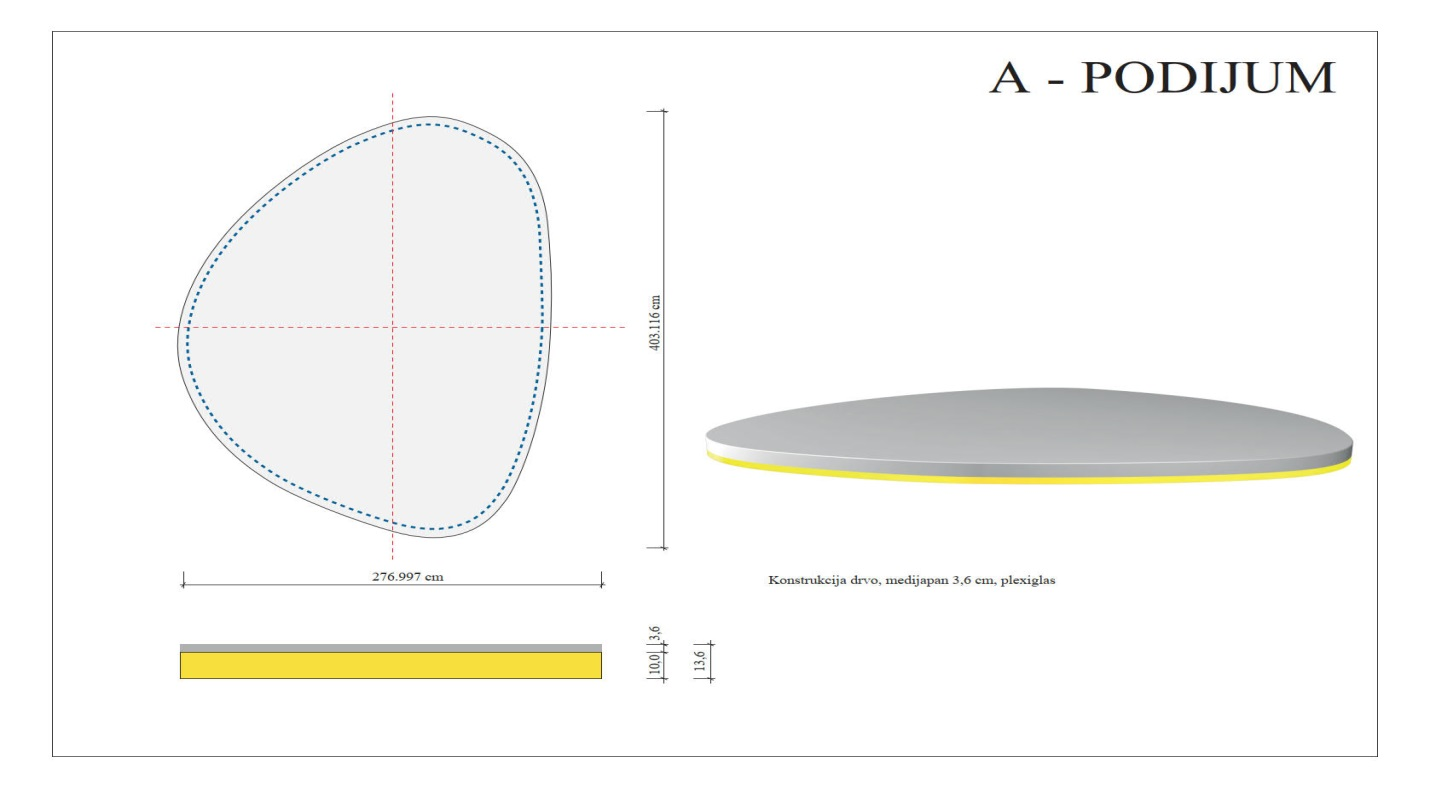 A - PODIJUM
403.116 cm
276.997 cm
Konstrukcija drvo, medijapan 3,6 cm, plexiglas
3,6
10,0
13,6